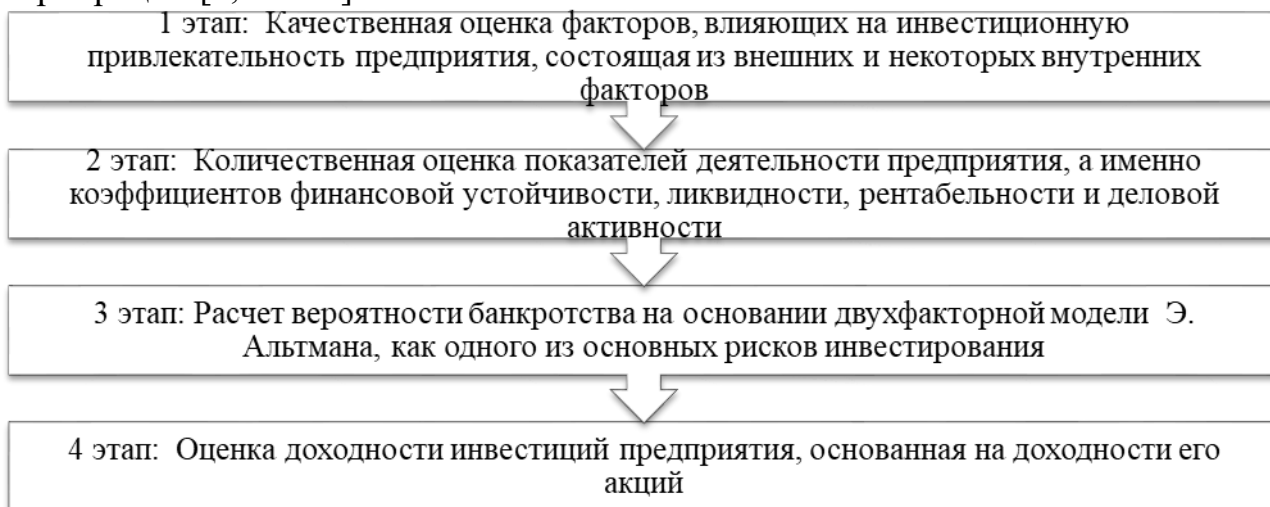 1 этап: Качественная оценка факторов, влияющих на инвестиционную
привлекательность предприятия, состоящая из внешних и некоторых внутренних
факторов
2 этап: Количественная оценка показателей деятельности предприятия, а именно
коэффициентов финансовой устойчивости, ликвидности, рентабельности и деловой
активности
3 этап: Расчет вероятности банкротства на основании двухфакторной модели Э.
Альтмана, как одного из основных рисков инвестирования
4 этап: Оценка доходности инвестиций предприятия, основанная на доходности его
акций